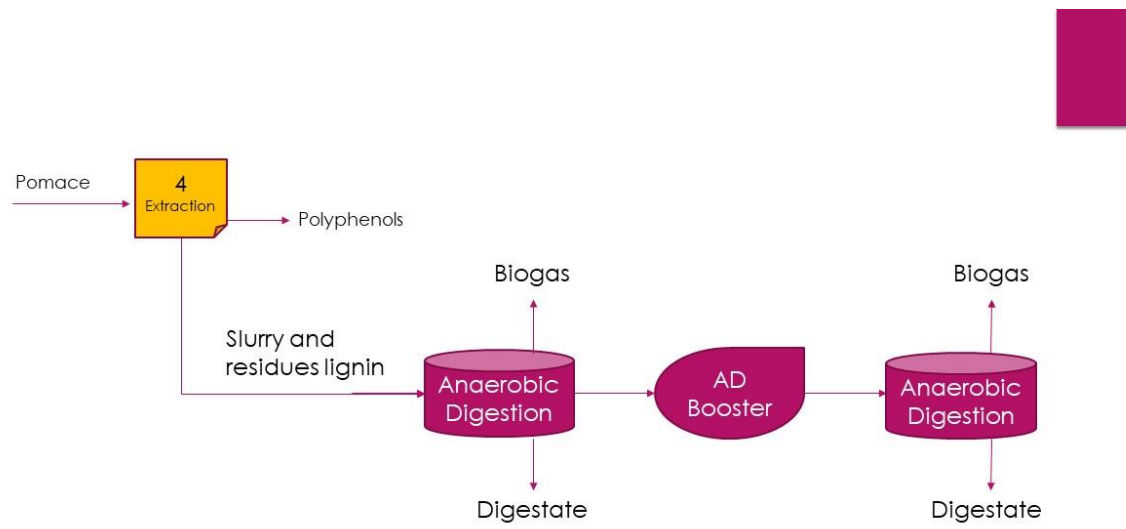 Pomace
4
Extraction
Polyphenols
Biogas
Biogas
Slurry and
residues lignin
Anaerobic
Digestion
AD
Booster
Anaerobic
Digestion
Digestate
Digestate